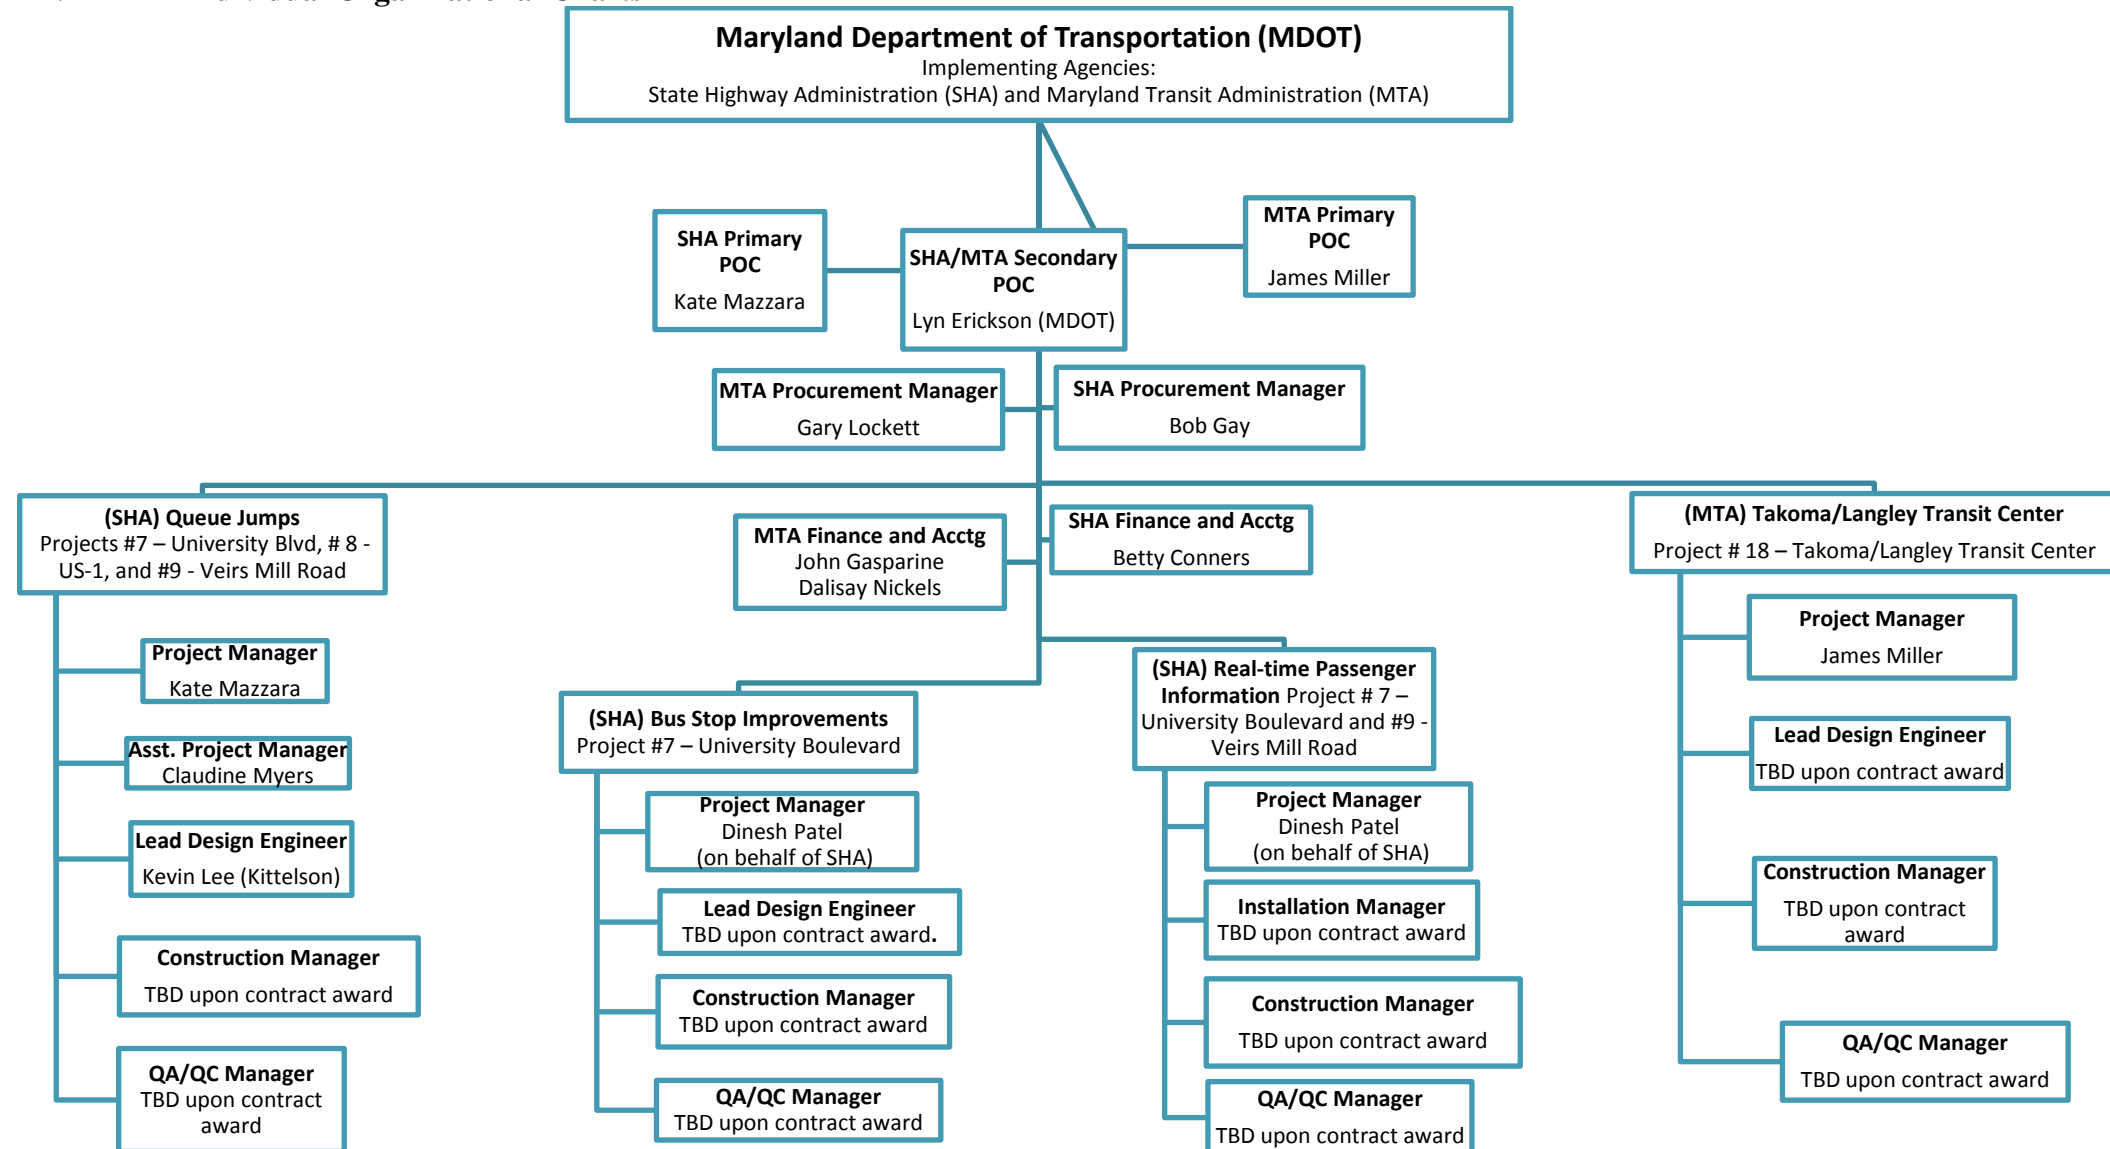 Maryland Department of Transportation (MDOT)
Implementing Agencies:
State Highway Administration (SHA) and Maryland Transit Administration (MTA)
SHA Primary
POC
Kate Mazzara
SHA/MTA Secondary
POC
Lyn Erickson (MDOT)
MTA Primary
POC
James Miller
MTA Procurement Manager
Gary Lockett
SHA Procurement Manager
Bob Gay
(SHA) Queue Jumps
Projects #7 – University Blvd, # 8 -
US-1, and #9 - Veirs Mill Road
MTA Finance and Acctg
John Gasparine
Dalisay Nickels
SHA Finance and Acctg
Betty Conners
(MTA) Takoma/Langley Transit Center
Project # 18 – Takoma/Langley Transit Center
Project Manager
Kate Mazzara
Asst. Project Manager
Claudine Myers
Lead Design Engineer
Kevin Lee (Kittelson)
Construction Manager
TBD upon contract award
QA/QC Manager
TBD upon contract
award
(SHA) Bus Stop Improvements
Project #7 – University Boulevard
Project Manager
Dinesh Patel
(on behalf of SHA)
Lead Design Engineer
TBD upon contract award.
Construction Manager
TBD upon contract award
QA/QC Manager
TBD upon contract award
(SHA) Real-time Passenger
Information Project # 7 –
University Boulevard and #9 -
Veirs Mill Road
Project Manager
Dinesh Patel
(on behalf of SHA)
Installation Manager
TBD upon contract award
Construction Manager
TBD upon contract award
QA/QC Manager
TBD upon contract award
Project Manager
James Miller
Lead Design Engineer
TBD upon contract award
Construction Manager
TBD upon contract
award
QA/QC Manager
TBD upon contract award